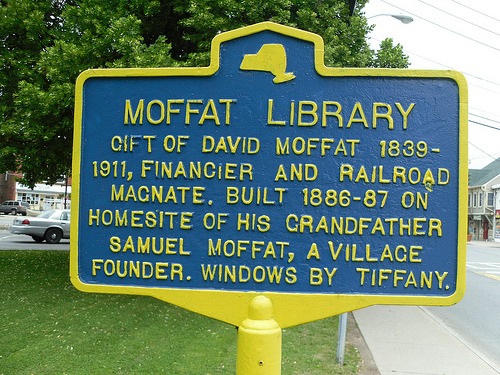 MOFFAT LIBRARY
GIFT OF DAVID MOFFAT 1839-
1911, FINANCIER AND RAILROAD
MAGNATE. BUILT 1886-87 ON
HOMESITE OF HIS GRANDFATHER
SAMUEL MOFFAT, A VILLAGE
FOUNDER. WINDOWS BY TIFFANY.